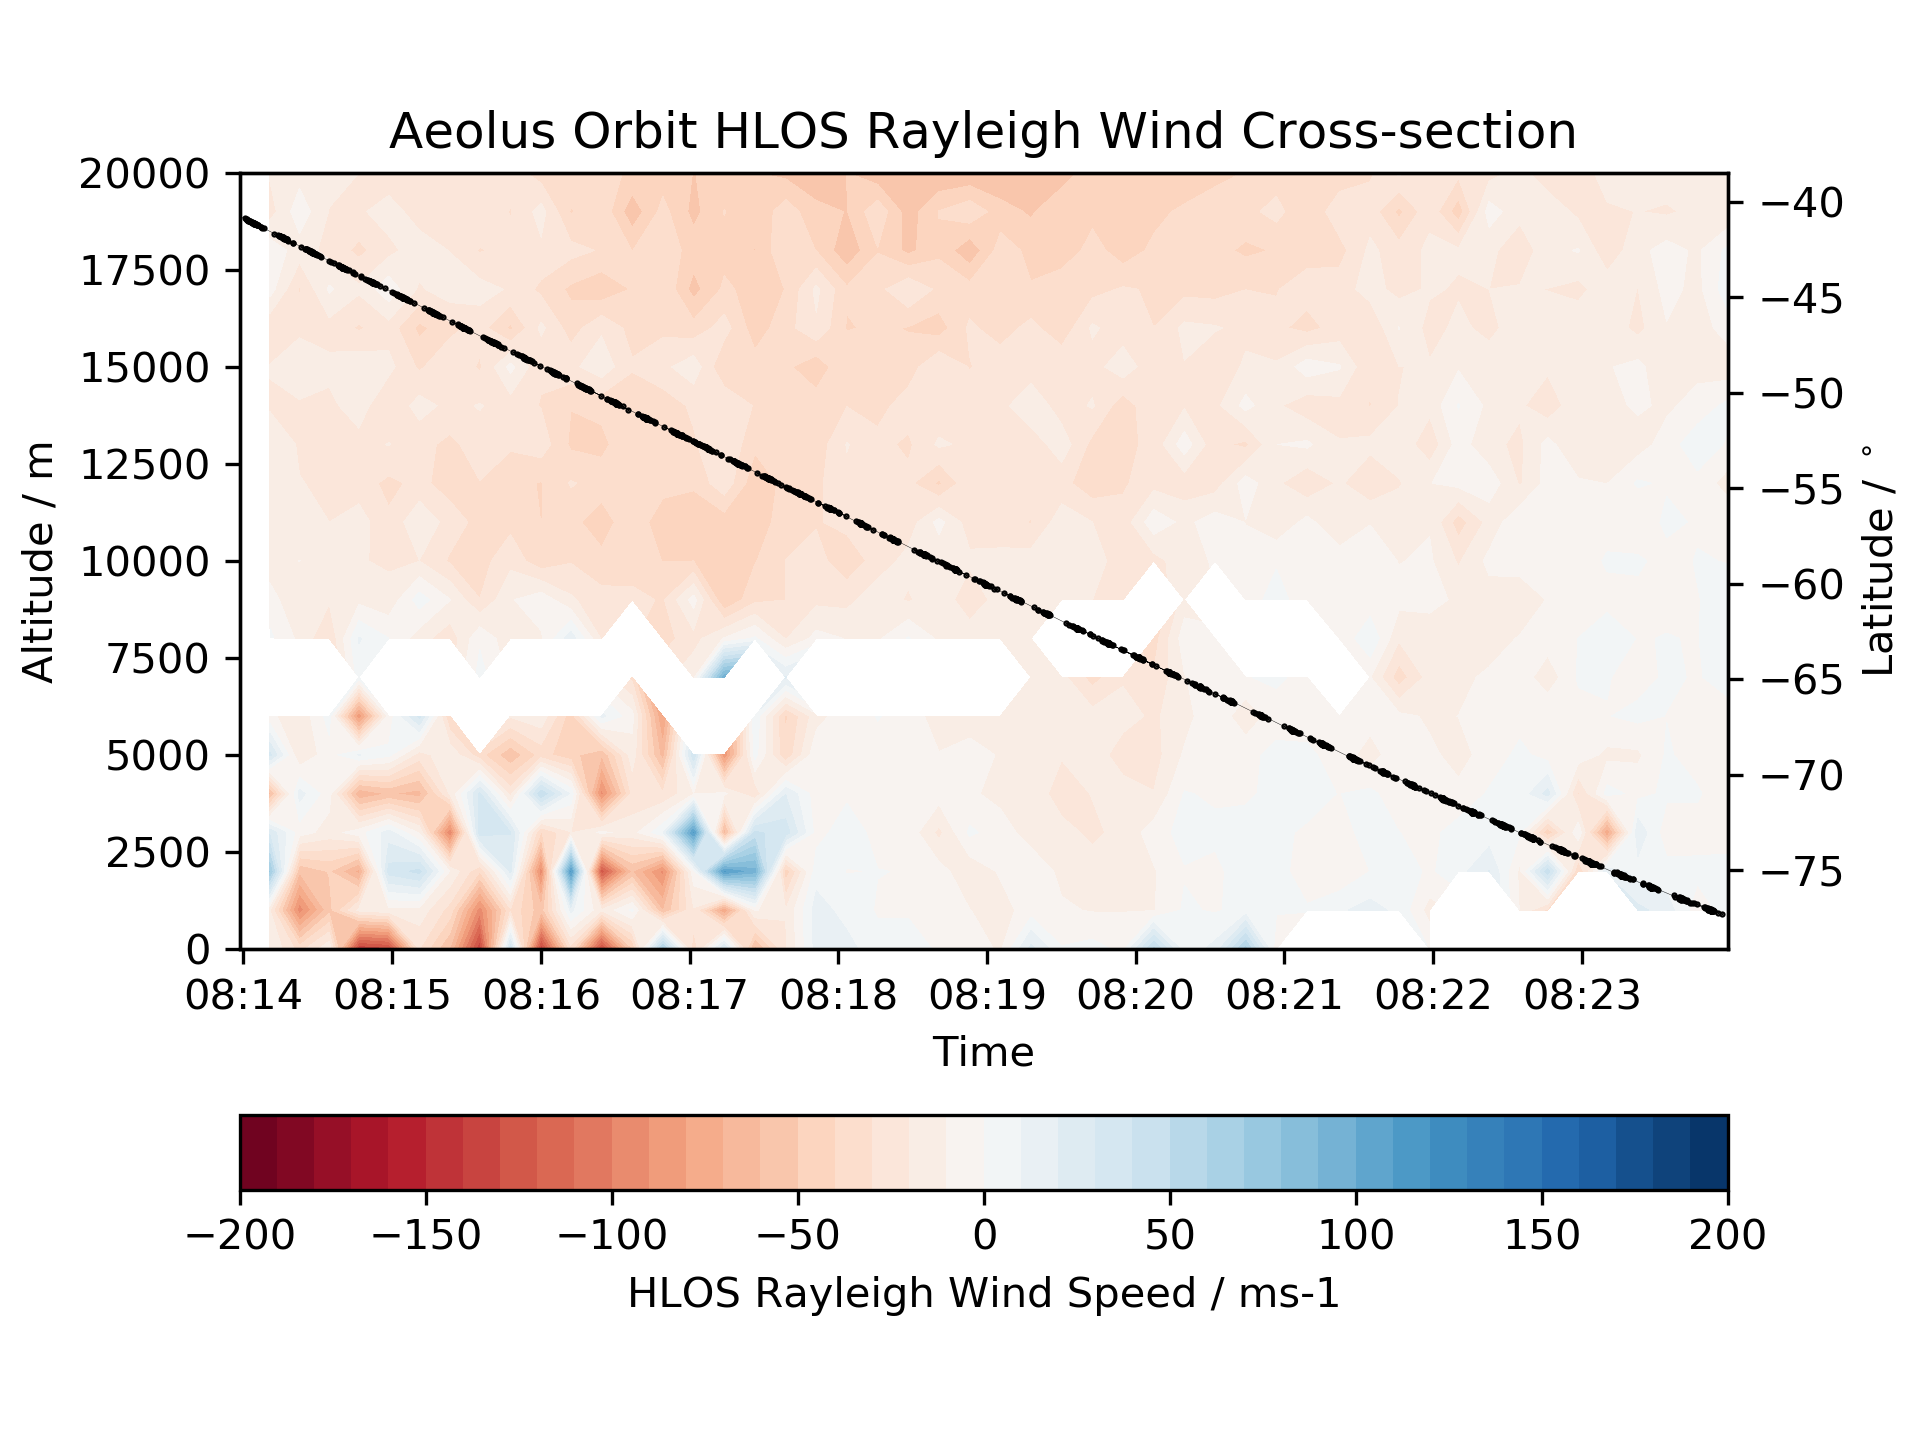 Aeolus Orbit HLOS Rayleigh Wind Cross-section
20000
17500
15000
12500
10000
7500
5000
2500
0
Altitude / m
−40
−45
−50
−55
−60
−65
−70
−75
Latitude / °
08:14 08:15 08:16 08:17 08:18 08:19 08:20 08:21 08:22 08:23
Time
−200 −150 −100 −50 0 50 100 150 200
HLOS Rayleigh Wind Speed / ms-1